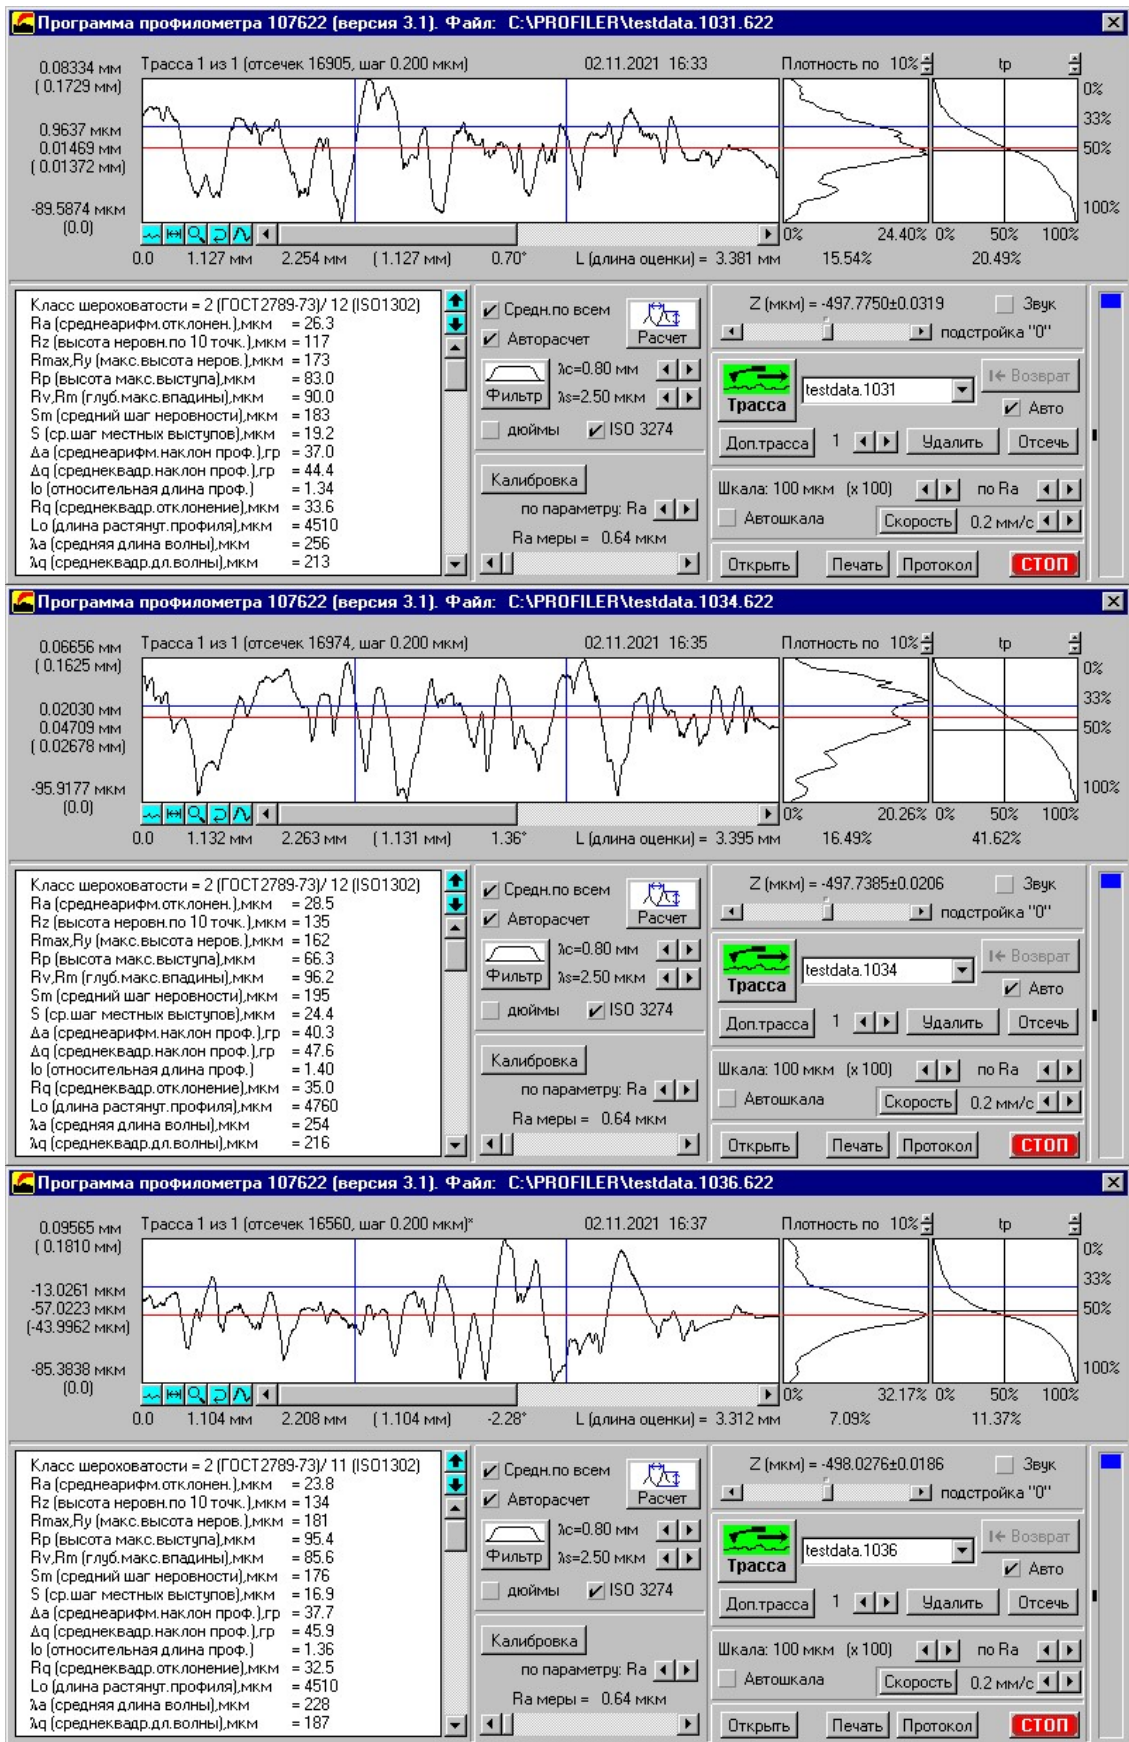 Программа профилометра 107622 (версия 3.1). Файл: C:\PROFILER\testdata.1031.622
0.08334 мм
( 0.1729 мм)
Трасса 1 из 1 (отсечек 16905, шаг 0.200 мкм)
02.11.2021 16:33
Плотность по 10%
tp
0%
33%
50%
100%
0.9637 мкм
0.01469 мм
( 0.01372 мм)
-89.5874 мкм
(0.0)
0% 24.40% 0% 50% 100%
0.0 1.127 мм 2.254 мм ( 1.127 мм) 0.70° L (длина оценки) = 3.381 мм 15.54% 20.49%
Класс шероховатости = 2 (ГОСТ2789-73)/ 12 (ISO1302)
Ra (среднеарифм.отклонен.),мкм = 26.3
Rz (высота неровн.по 10 точк.),мкм = 117
Rmax,Ry (макс.высота неров.),мкм = 173
Rp (высота макс.выступа),мкм = 83.0
Rv,Rm (глуб.макс.впадины),мкм = 90.0
Sm (средний шаг неровности),мкм = 183
S (ср.шаг местных выступов),мкм = 19.2
Δa (среднеарифм.наклон проф.),гр = 37.0
Δq (среднеквадр.наклон проф.),гр = 44.4
lo (относительная длина проф.) = 1.34
Rq (среднеквадр.отклонение),мкм = 33.6
Lo (длина растянут.профиля),мкм = 4510
λa (средняя длина волны),мкм = 256
λq (среднеквадр.дл.волны),мкм = 213
Средн.по всем
Авторасчет
Расчет
Фильтр
λc=0.80 мм
λs=2.50 мкм
дюймы
ISO 3274
Калибровка
по параметру: Ra
Ra меры = 0.64 мкм
Z (мкм) = -497.7750±0.0319
Звук
подстройка "0"
Трасса
testdata.1031
Возврат
Авто
Доп.трасса 1 Удалить Отсечь
Шкала: 100 мкм (x 100) по Ra
Автошкала Скорость 0.2 мм/с
Открыть Печать Протокол СТОП
Программа профилометра 107622 (версия 3.1). Файл: C:\PROFILER\testdata.1034.622
0.06656 мм
( 0.1625 мм)
Трасса 1 из 1 (отсечек 16974, шаг 0.200 мкм)
02.11.2021 16:35
Плотность по 10%
tp
0%
33%
50%
100%
0.02030 мм
0.04709 мм
( 0.02678 мм)
-95.9177 мкм
(0.0)
0% 20.26% 0% 50% 100%
0.0 1.132 мм 2.263 мм ( 1.131 мм) 1.36° L (длина оценки) = 3.395 мм 16.49% 41.62%
Класс шероховатости = 2 (ГОСТ2789-73)/ 12 (ISO1302)
Ra (среднеарифм.отклонен.),мкм = 28.5
Rz (высота неровн.по 10 точк.),мкм = 135
Rmax,Ry (макс.высота неров.),мкм = 162
Rp (высота макс.выступа),мкм = 66.3
Rv,Rm (глуб.макс.впадины),мкм = 96.2
Sm (средний шаг неровности),мкм = 195
S (ср.шаг местных выступов),мкм = 24.4
Δa (среднеарифм.наклон проф.),гр = 40.3
Δq (среднеквадр.наклон проф.),гр = 47.6
lo (относительная длина проф.) = 1.40
Rq (среднеквадр.отклонение),мкм = 35.0
Lo (длина растянут.профиля),мкм = 4760
λa (средняя длина волны),мкм = 254
λq (среднеквадр.дл.волны),мкм = 216
Средн.по всем
Авторасчет
Расчет
Фильтр
λc=0.80 мм
λs=2.50 мкм
дюймы
ISO 3274
Калибровка
по параметру: Ra
Ra меры = 0.64 мкм
Z (мкм) = -497.7385±0.0206
Звук
подстройка "0"
Трасса
testdata.1034
Возврат
Авто
Доп.трасса 1 Удалить Отсечь
Шкала: 100 мкм (x 100) по Ra
Автошкала Скорость 0.2 мм/с
Открыть Печать Протокол СТОП
Программа профилометра 107622 (версия 3.1). Файл: C:\PROFILER\testdata.1036.622
0.09565 мм
( 0.1810 мм)
Трасса 1 из 1 (отсечек 16560, шаг 0.200 мкм)*
02.11.2021 16:37
Плотность по 10%
tp
0%
33%
50%
100%
-13.0261 мкм
-57.0223 мкм
(-43.9962 мкм)
-85.3838 мкм
(0.0)
0% 32.17% 0% 50% 100%
0.0 1.104 мм 2.208 мм ( 1.104 мм) -2.28° L (длина оценки) = 3.312 мм 7.09% 11.37%
Класс шероховатости = 2 (ГОСТ2789-73)/ 11 (ISO1302)
Ra (среднеарифм.отклонен.),мкм = 23.8
Rz (высота неровн.по 10 точк.),мкм = 134
Rmax,Ry (макс.высота неров.),мкм = 181
Rp (высота макс.выступа),мкм = 95.4
Rv,Rm (глуб.макс.впадины),мкм = 85.6
Sm (средний шаг неровности),мкм = 176
S (ср.шаг местных выступов),мкм = 16.9
Δa (среднеарифм.наклон проф.),гр = 37.7
Δq (среднеквадр.наклон проф.),гр = 45.9
lo (относительная длина проф.) = 1.36
Rq (среднеквадр.отклонение),мкм = 32.5
Lo (длина растянут.профиля),мкм = 4510
λa (средняя длина волны),мкм = 228
λq (среднеквадр.дл.волны),мкм = 187
Средн.по всем
Авторасчет
Расчет
Фильтр
λc=0.80 мм
λs=2.50 мкм
дюймы
ISO 3274
Калибровка
по параметру: Ra
Ra меры = 0.64 мкм
Z (мкм) = -498.0276±0.0186
Звук
подстройка "0"
Трасса
testdata.1036
Возврат
Авто
Доп.трасса 1 Удалить Отсечь
Шкала: 100 мкм (x 100) по Ra
Автошкала Скорость 0.2 мм/с
Открыть Печать Протокол СТОП